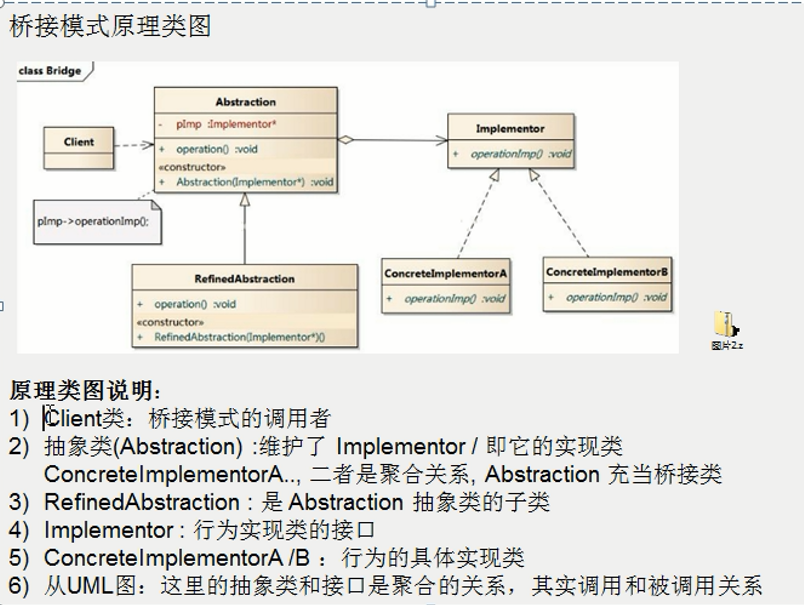 桥接模式原理类图
class Bridge
Abstraction
- pImp :Implementor*
+ operation() :void
«constructor»
+ Abstraction(Implementor*) :void
Client
Implementor
+ operationImp() :void
pImp->operationImp();
RefinedAbstraction
+ operation() :void
«constructor»
+ RefinedAbstraction(Implementor*)()
ConcreteImplementorA
+ operationImp() :void
ConcreteImplementorB
+ operationImp() :void
图片2.z
原理类图说明：
1) Client类：桥接模式的调用者
2) 抽象类(Abstraction) :维护了 Implementor / 即它的实现类
ConcreteImplementorA.., 二者是聚合关系, Abstraction 充当桥接类
3) RefinedAbstraction : 是 Abstraction 抽象类的子类
4) Implementor : 行为实现类的接口
5) ConcreteImplementorA /B ：行为的具体实现类
6) 从UML图：这里的抽象类和接口是聚合的关系，其实调用和被调用关系